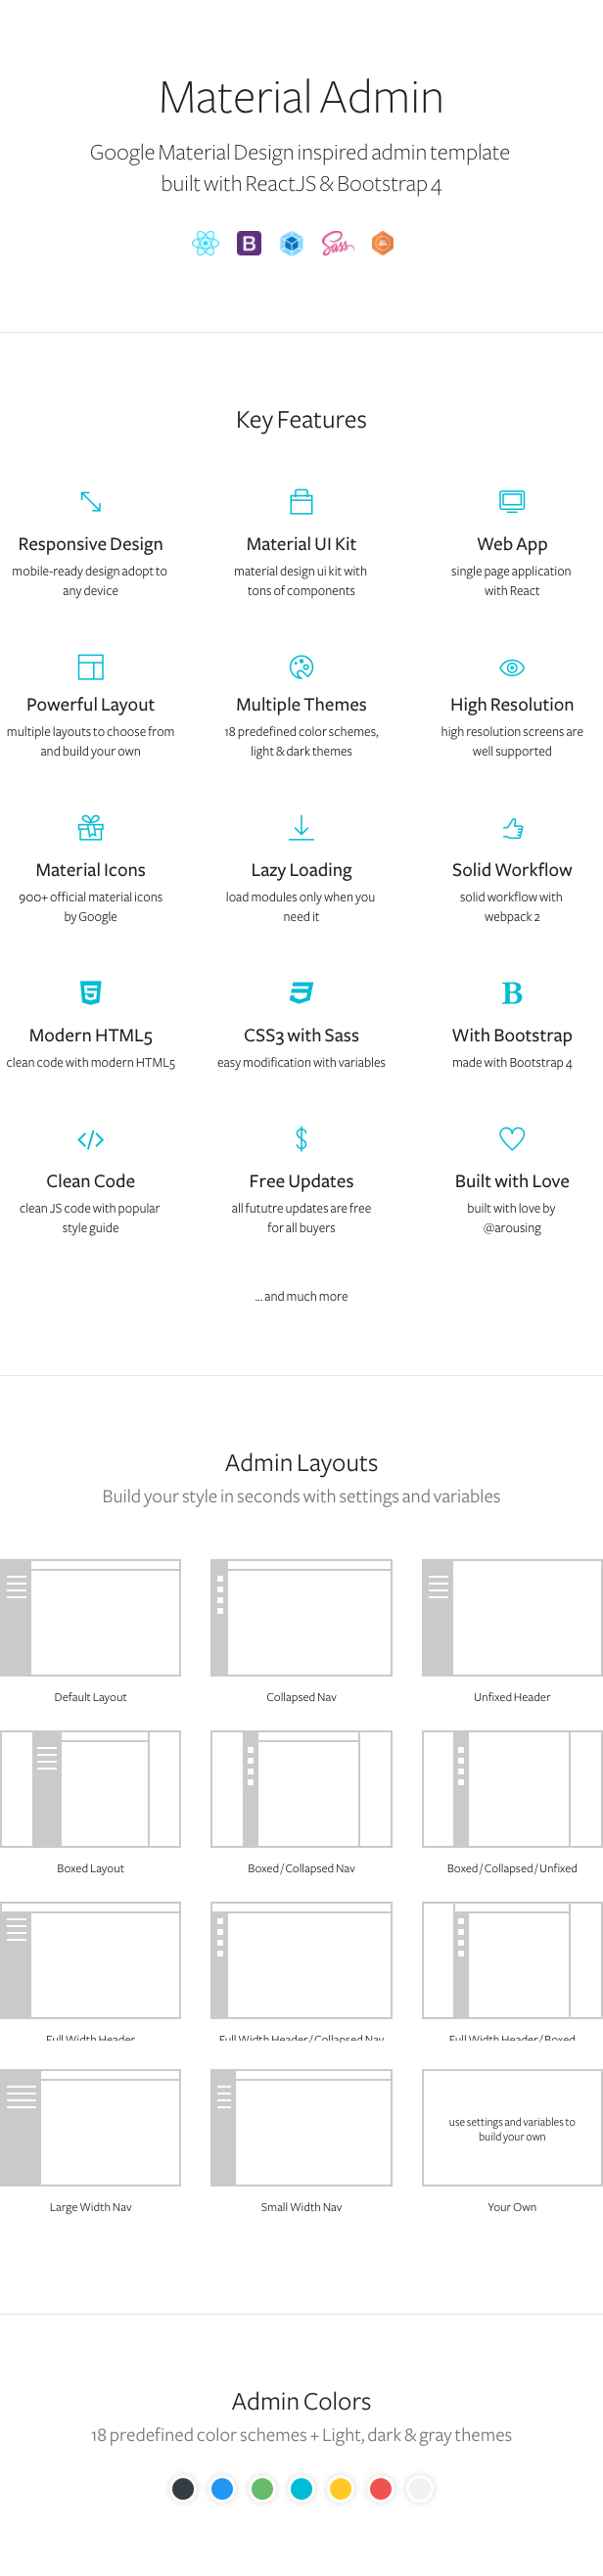 Material Admin
Google Material Design inspired admin template
built with ReactJS & Bootstrap 4
B
Sass
Key Features
Responsive Design
mobile-ready design adopt to
any device
Material UI Kit
material design ui kit with
tons of components
Web App
single page application
with React
Powerful Layout
multiple layouts to choose from
and build your own
Multiple Themes
18 predefined color schemes,
light & dark themes
High Resolution
high resolution screens are
well supported
Material Icons
900+ official material icons
by Google
Lazy Loading
load modules only when you
need it
Solid Workflow
solid workflow with
webpack 2
5
Modern HTML5
clean code with modern HTML5
3
CSS3 with Sass
easy modification with variables
B
With Bootstrap
made with Bootstrap 4
</>
Clean Code
clean JS code with popular
style guide
$
Free Updates
all fututre updates are free
for all buyers
Built with Love
built with love by
@arousing
... and much more
Admin Layouts
Build your style in seconds with settings and variables
Default Layout
Collapsed Nav
Unfixed Header
Boxed Layout
Boxed / Collapsed Nav
Boxed / Collapsed / Unfixed
Full Width Header
Full Width Header / Collapsed Nav
Full Width Header / Boxed
Large Width Nav
Small Width Nav
use settings and variables to
build your own
Your Own
Admin Colors
18 predefined color schemes + Light, dark & gray themes